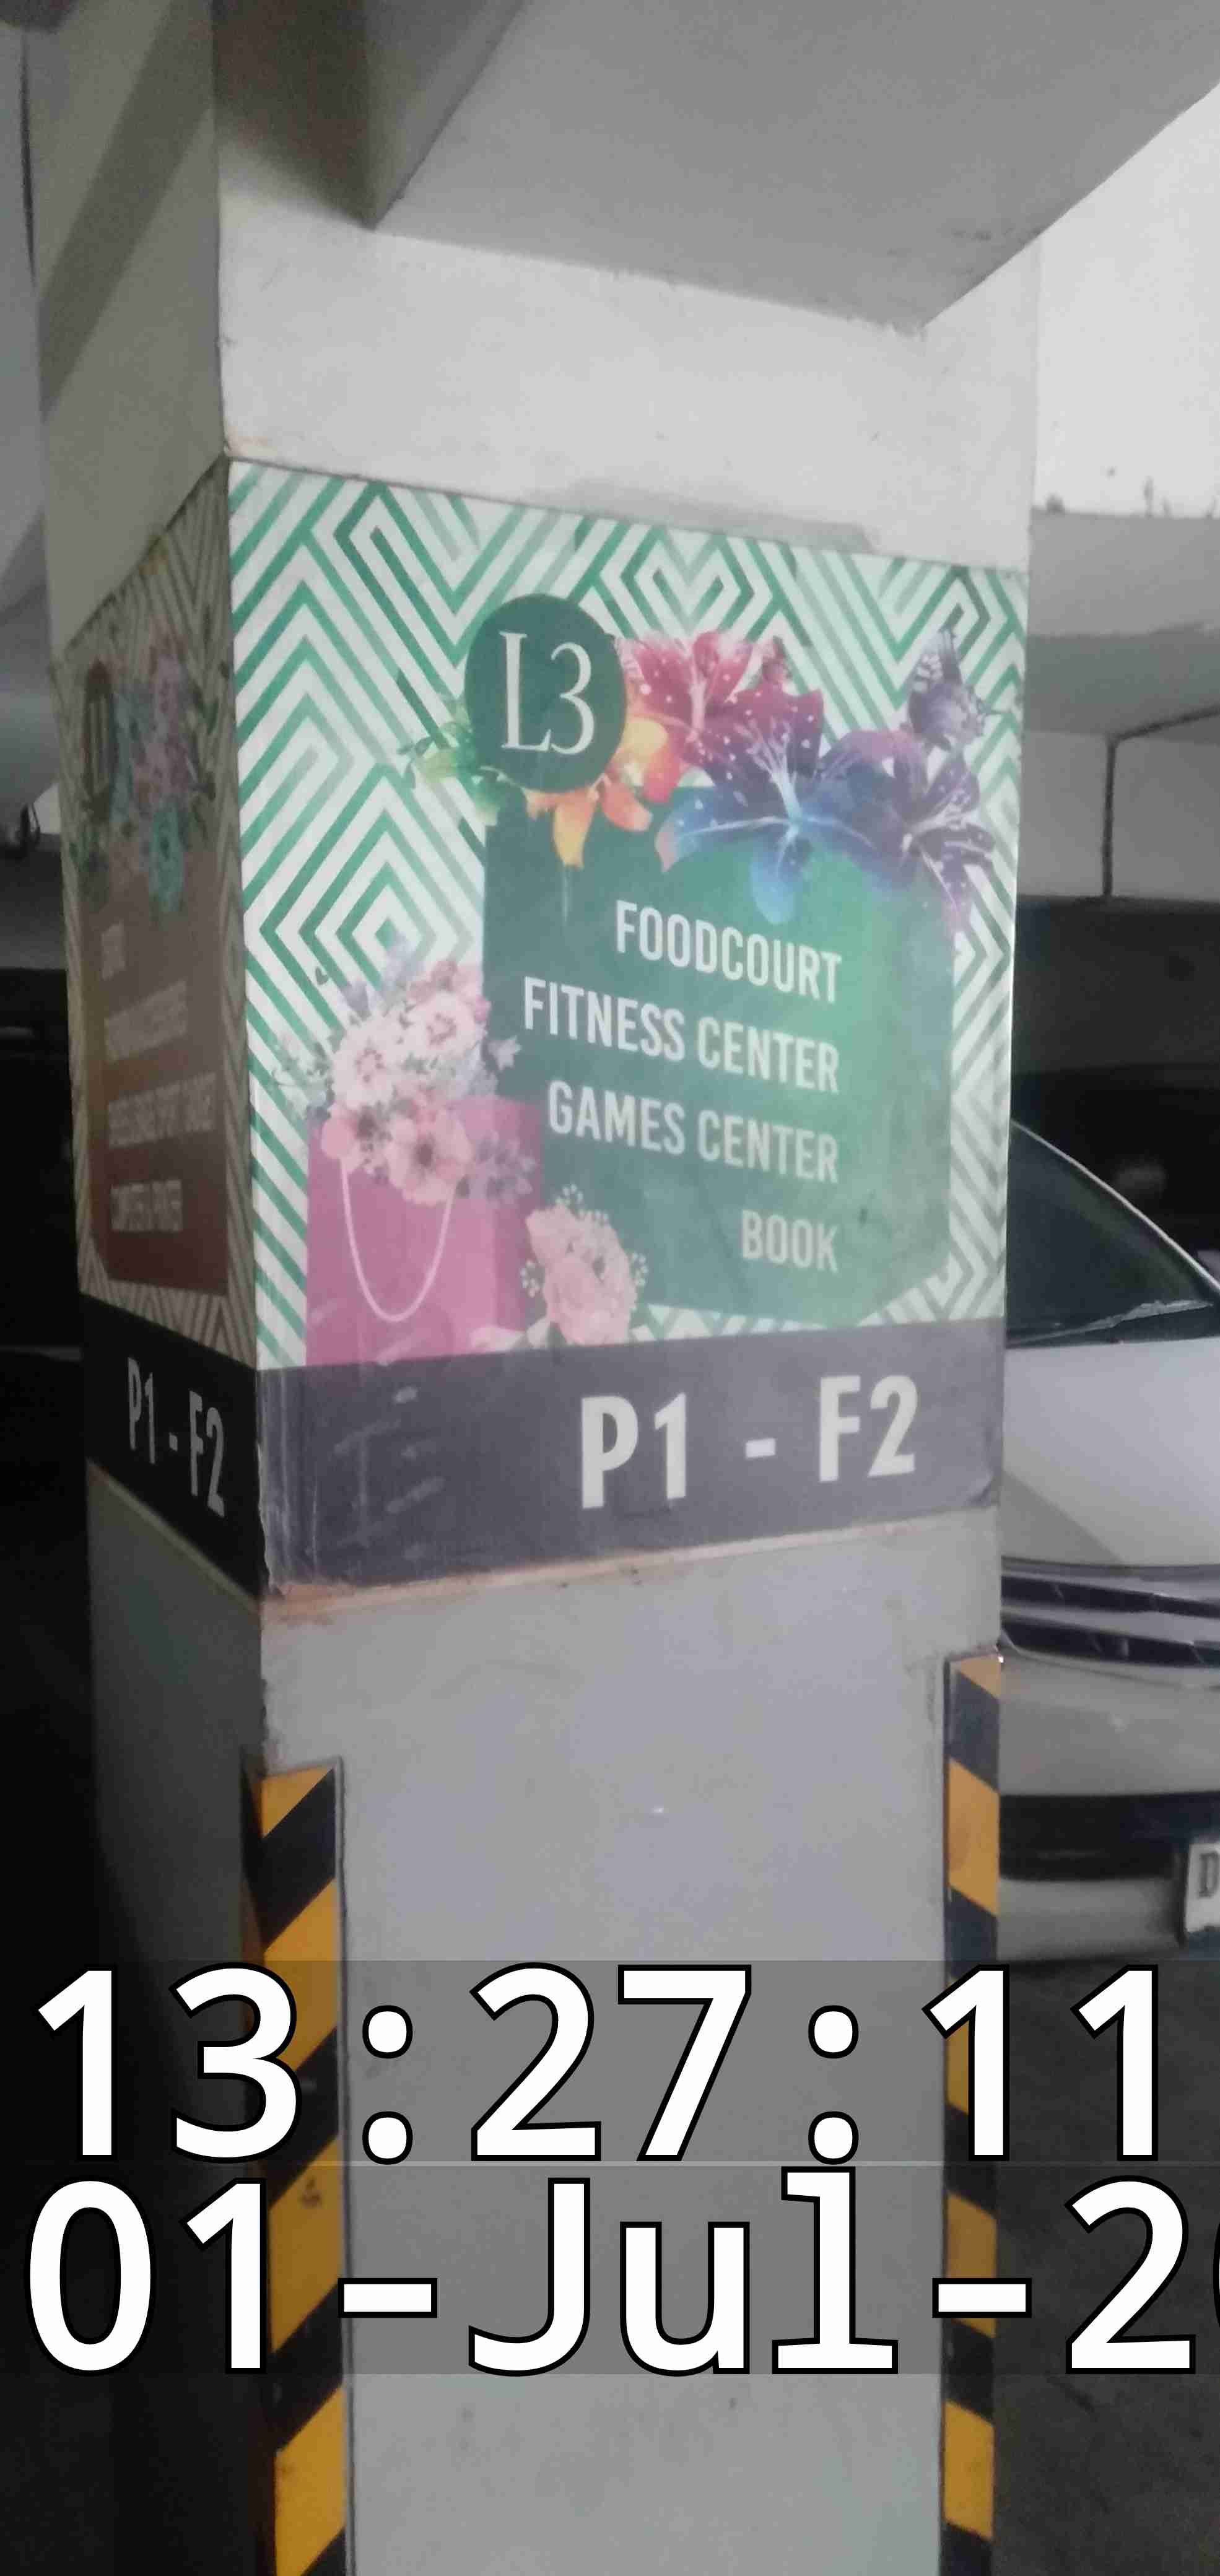 L3
FOODCOURT
FITNESS CENTER
GAMES CENTER
BOOK
P1 - F2
P1 - F2
D
13:27:11
01-Jul-20